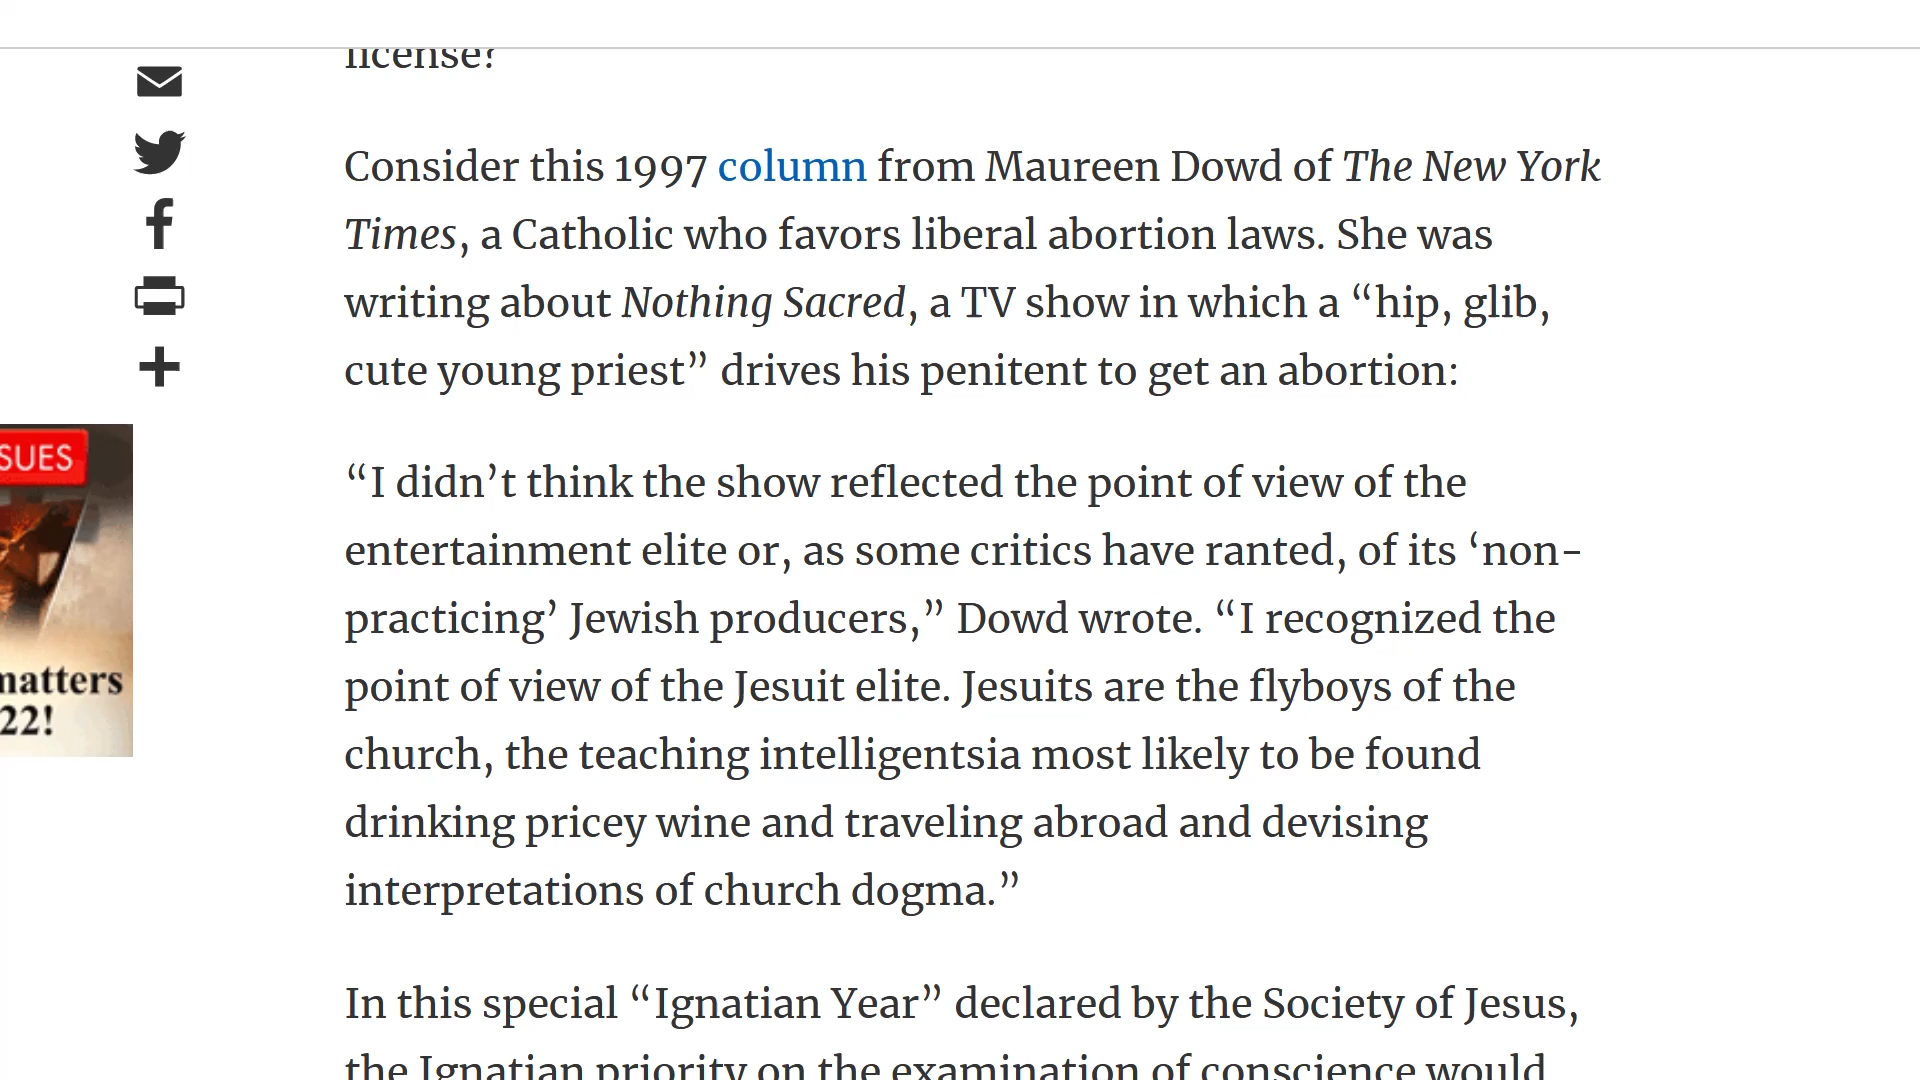 license?
Consider this 1997 column from Maureen Dowd of The New York
Times, a Catholic who favors liberal abortion laws. She was
writing about Nothing Sacred, a TV show in which a “hip, glib,
cute young priest” drives his penitent to get an abortion:
“I didn’t think the show reflected the point of view of the
entertainment elite or, as some critics have ranted, of its ‘non-
practicing’ Jewish producers,” Dowd wrote. “I recognized the
point of view of the Jesuit elite. Jesuits are the flyboys of the
church, the teaching intelligentsia most likely to be found
drinking pricey wine and traveling abroad and devising
interpretations of church dogma.”
In this special “Ignatian Year” declared by the Society of Jesus,
the Ignatian priority on the examination of conscience would
SUES
matters
22!